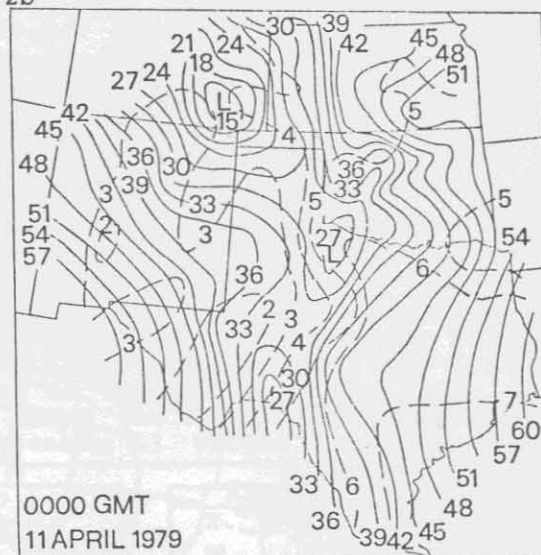 2b
30 39
21 24 42 45
18 48
27 24 51
L
15
42 5
45 4
36 30 36
48 39 33
3 33 5 5
51 2 27 54
54 3 L
57 6
36
33 2 3
3 4
30
27 7
60
33 6 57
36 51
48
0000 GMT 39 42 45
11 APRIL 1979